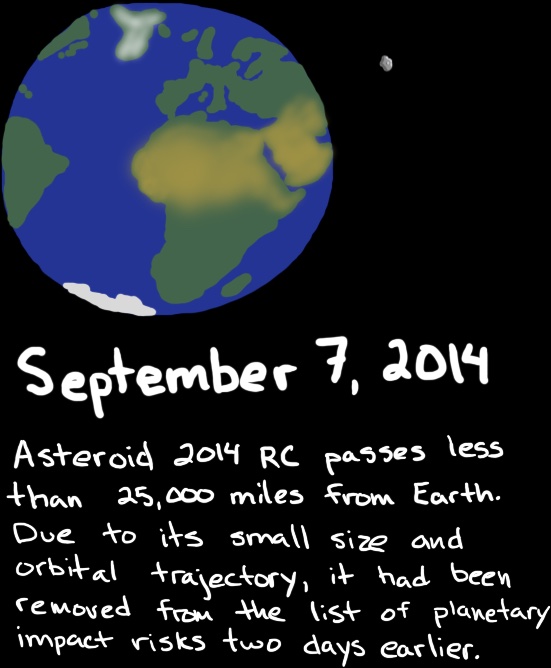 September 7, 2014
Asteroid 2014 RC passes less
than 25,000 miles from Earth.
Due to its small size and
orbital trajectory, it had been
removed from the list of planetary
impact risks two days earlier.